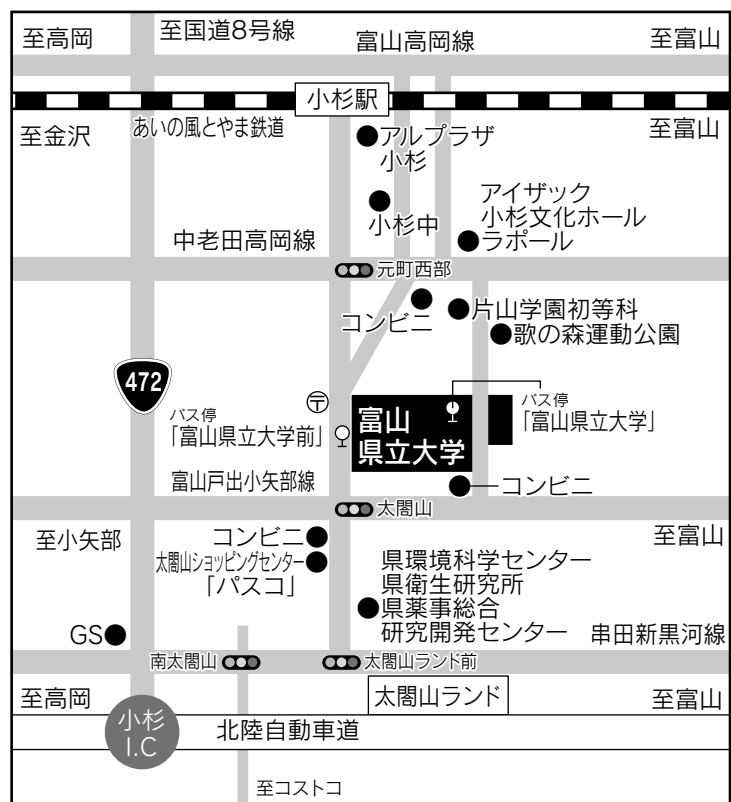 至高岡
至国道8号線
富山高岡線
至富山
小杉駅
至金沢
あいの風とやま鉄道
至富山
アルプラザ
小杉
小杉中
アイザック
小杉文化ホール
ラポール
中老田高岡線
元町西部
コンビニ
片山学園初等科
歌の森運動公園
472
〒
バス停
「富山県立大学前」
富山
県立大学
バス停
「富山県立大学」
富山戸出小矢部線
コンビニ
太閤山
至小矢部
至富山
コンビニ
太閤山ショッピングセンター
「パスコ」
県環境科学センター
県衛生研究所
県薬事総合
研究開発センター
GS
串田新黒河線
南太閤山
太閤山ランド前
至高岡
太閤山ランド
至富山
小杉
I.C
北陸自動車道
至コストコ